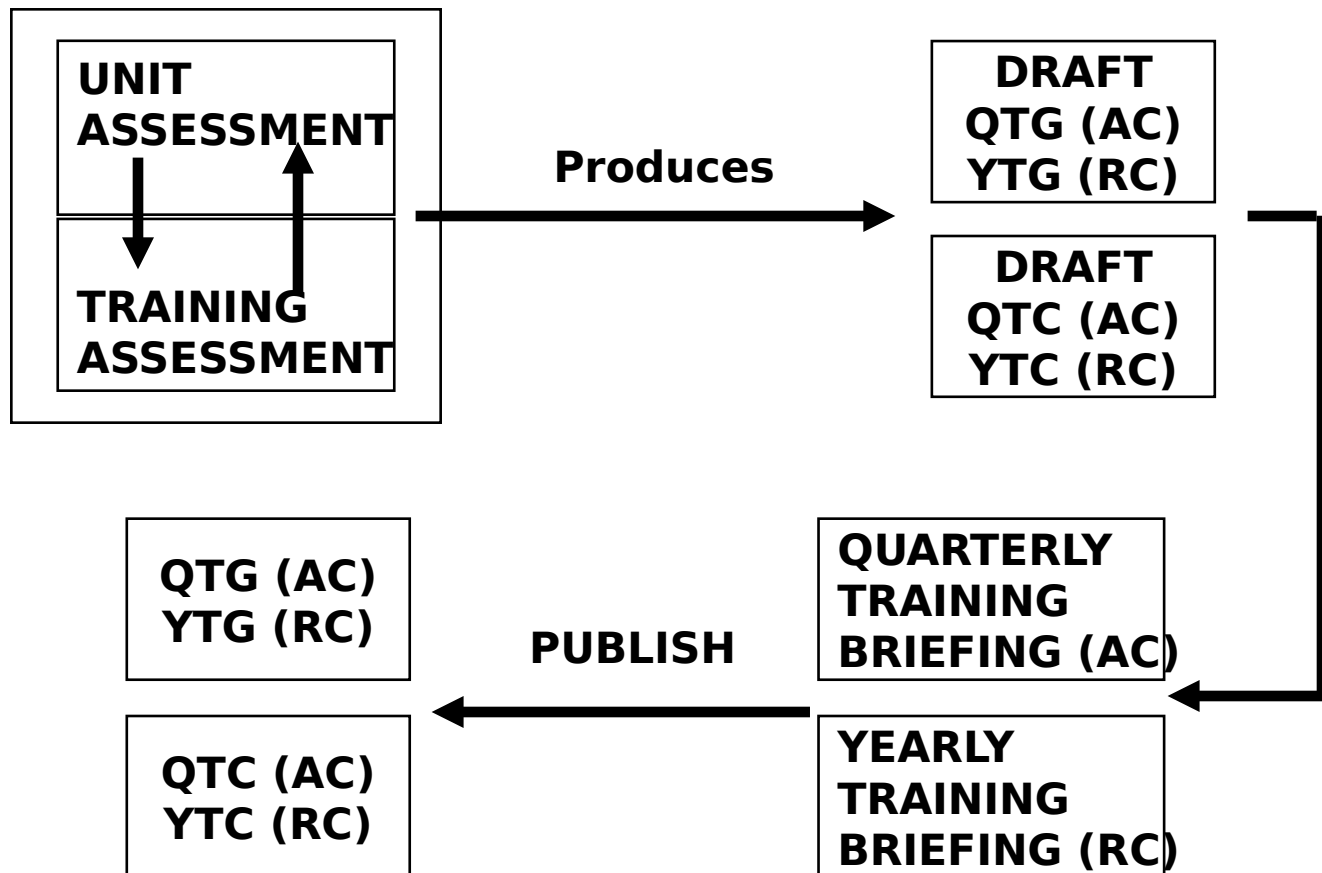 UNIT
ASSESSMENT
TRAINING
ASSESSMENT
Produces
DRAFT
QTG (AC)
YTG (RC)
DRAFT
QTC (AC)
YTC (RC)
QUARTERLY
TRAINING
BRIEFING (AC)
YEARLY
TRAINING
BRIEFING (RC)
PUBLISH
QTG (AC)
YTG (RC)
QTC (AC)
YTC (RC)